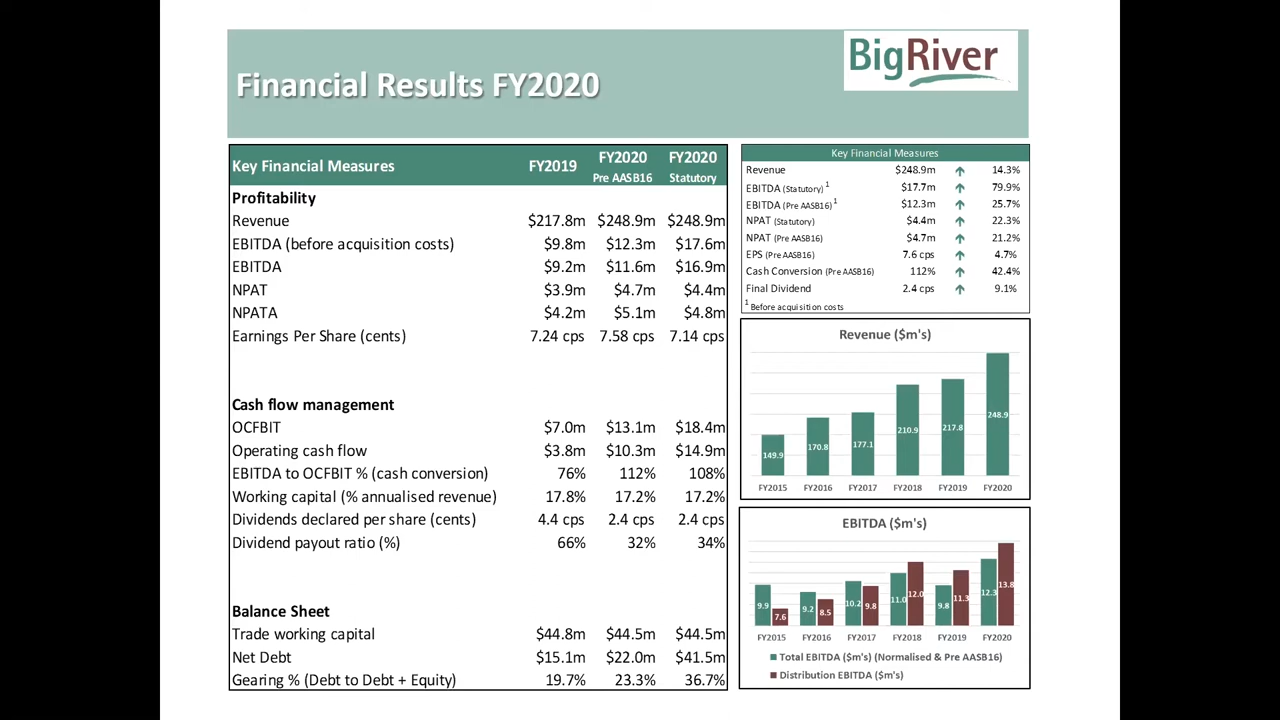 Financial Results FY2020
BigRiver
Key Financial Measures FY2019 FY2020 Pre AASB16 FY2020 Statutory
Profitability
Revenue $217.8m $248.9m $248.9m
EBITDA (before acquisition costs) $9.8m $12.3m $17.6m
EBITDA $9.2m $11.6m $16.9m
NPAT $3.9m $4.7m $4.4m
NPATA $4.2m $5.1m $4.8m
Earnings Per Share (cents) 7.24 cps 7.58 cps 7.14 cps
Cash flow management
OCFBIT $7.0m $13.1m $18.4m
Operating cash flow $3.8m $10.3m $14.9m
EBITDA to OCFBIT % (cash conversion) 76% 112% 108%
Working capital (% annualised revenue) 17.8% 17.2% 17.2%
Dividends declared per share (cents) 4.4 cps 2.4 cps 2.4 cps
Dividend payout ratio (%) 66% 32% 34%
Balance Sheet
Trade working capital $44.8m $44.5m $44.5m
Net Debt $15.1m $22.0m $41.5m
Gearing % (Debt to Debt + Equity) 19.7% 23.3% 36.7%
Key Financial Measures
Revenue $248.9m 14.3%
EBITDA (Statutory) 1 $17.7m 79.9%
EBITDA (Pre AASB16) 1 $12.3m 25.7%
NPAT (Statutory) $4.4m 22.3%
NPAT (Pre AASB16) $4.7m 21.2%
EPS (Pre AASB16) 7.6 cps 4.7%
Cash Conversion (Pre AASB16) 112% 42.4%
Final Dividend 2.4 cps 9.1%
1 Before acquisition costs
Revenue ($m's)
149.9 170.8 177.1 210.9 217.8 248.9
FY2015 FY2016 FY2017 FY2018 FY2019 FY2020
EBITDA ($m's)
9.9 7.6 9.2 8.5 10.2 9.8 11.0 12.0 9.8 11.3 12.3 13.8
FY2015 FY2016 FY2017 FY2018 FY2019 FY2020
Total EBITDA ($m's) (Normalised & Pre AASB16)
Distribution EBITDA ($m's)